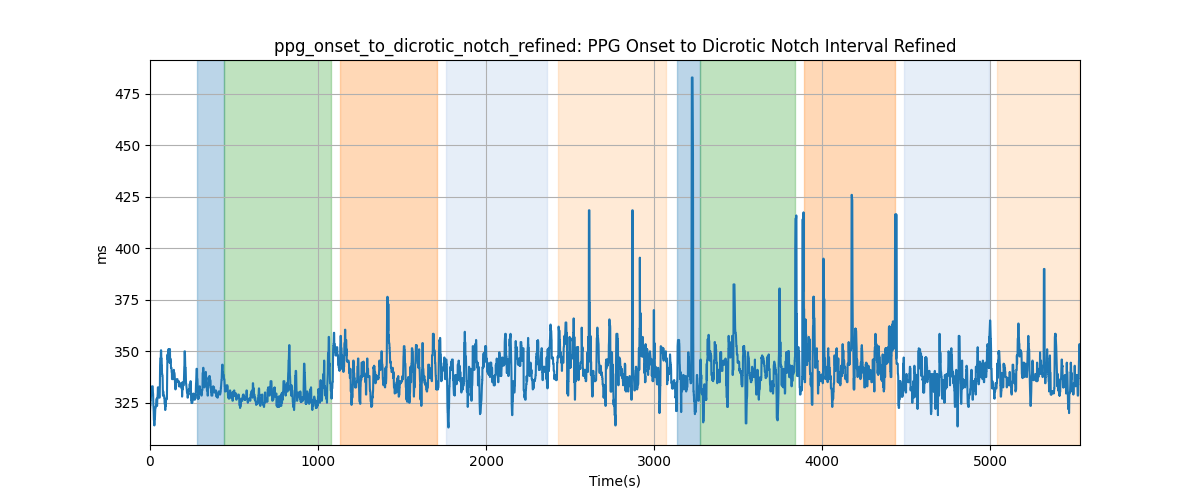 ppg_onset_to_dicrotic_notch_refined: PPG Onset to Dicrotic Notch Interval Refined
475
450
425
400
375
350
325
ms
0 1000 2000 3000 4000 5000
Time(s)